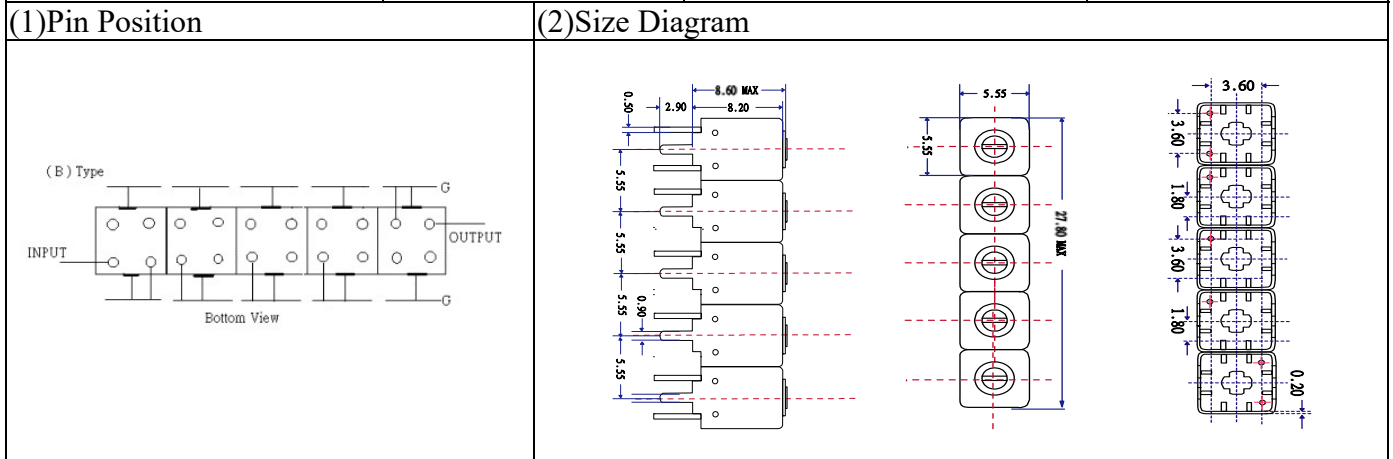 (1)Pin Position
(2)Size Diagram
(B) Type
G
OUTPUT
INPUT
G
Bottom View
8.60 MAX
0.50
2.90
8.20
5.55
5.55
5.55
0.90
5.55
5.55
5.55
27.80 MAX
3.60
3.60
1.80
3.60
1.80
0.20